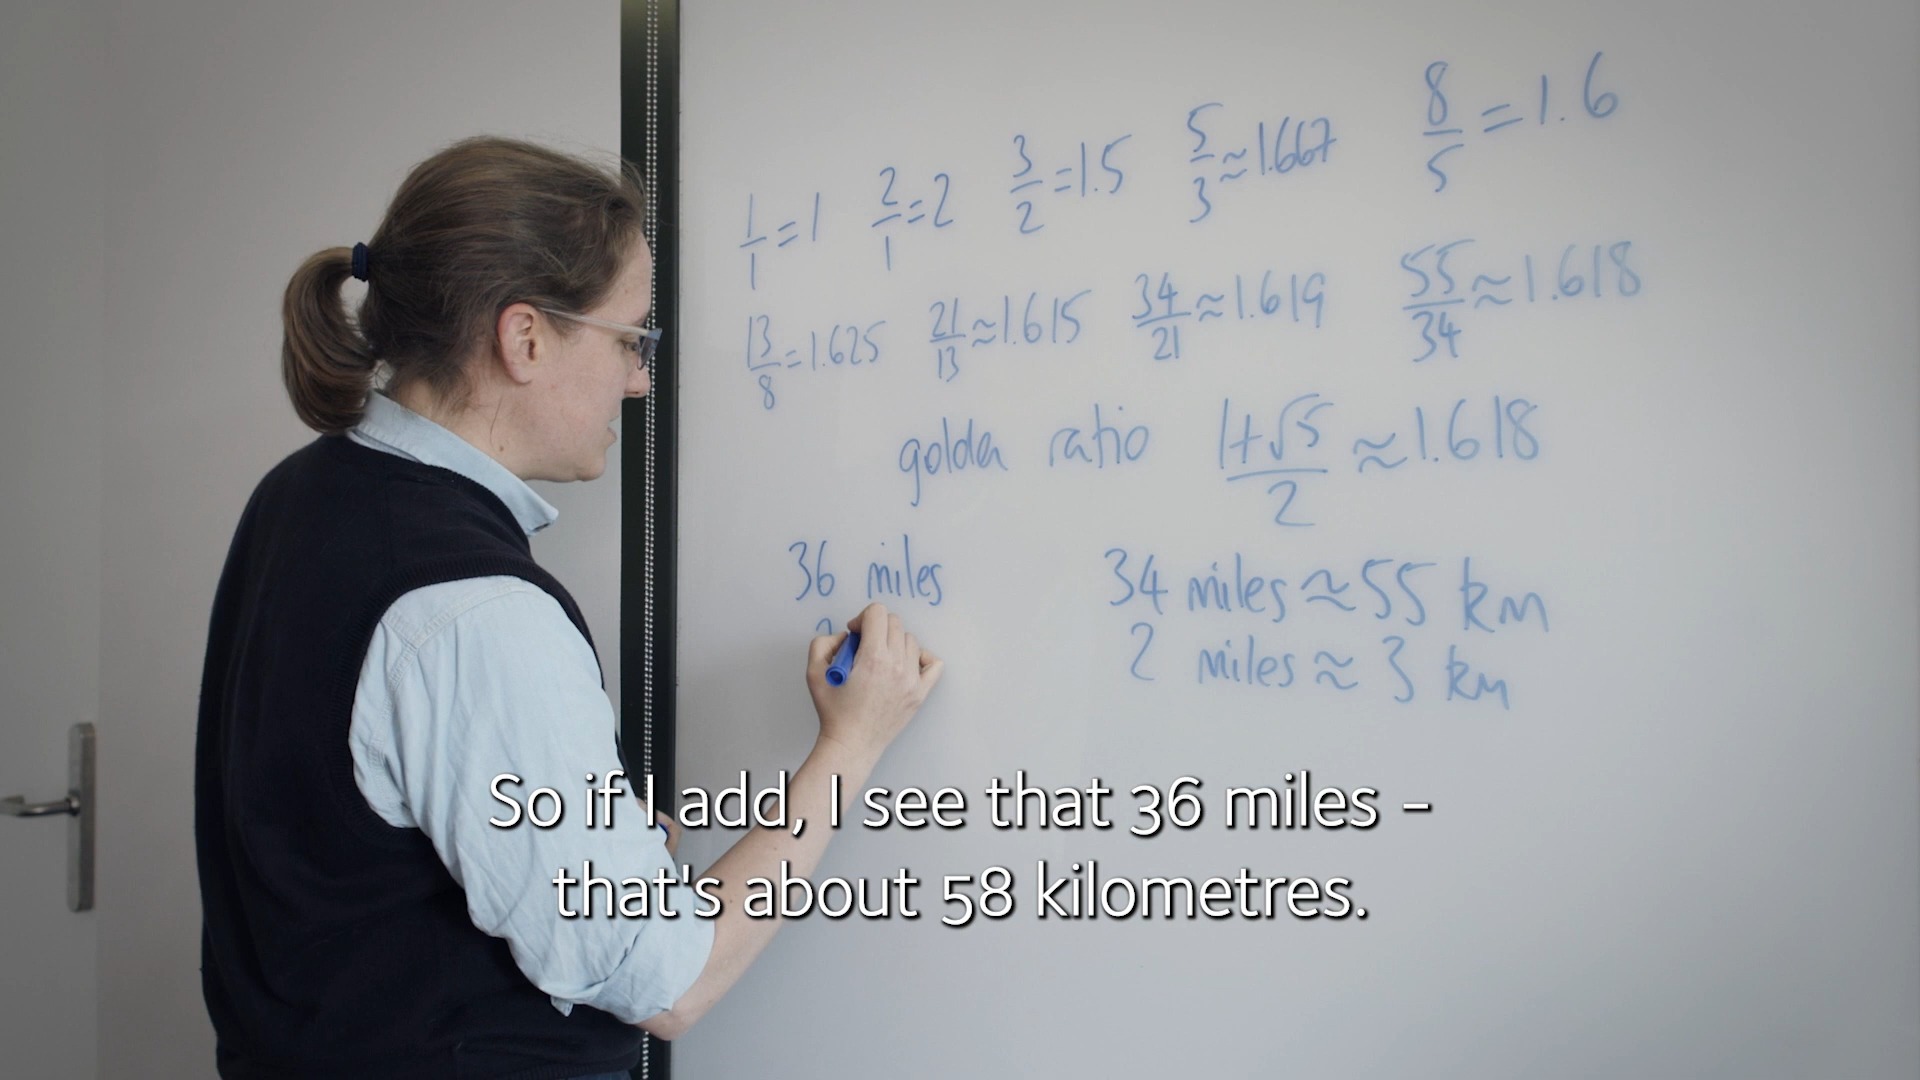 1/1 = 1 2/1 = 2 3/2 = 1.5 5/3 ≈ 1.667 8/5 = 1.6
13/8 = 1.625 21/13 ≈ 1.615 34/21 ≈ 1.619 55/34 ≈ 1.618
golden ratio (1+√5)/2 ≈ 1.618
36 miles 34 miles ≈ 55 km
2 miles ≈ 3 km
So if I add, I see that 36 miles –
that's about 58 kilometres.